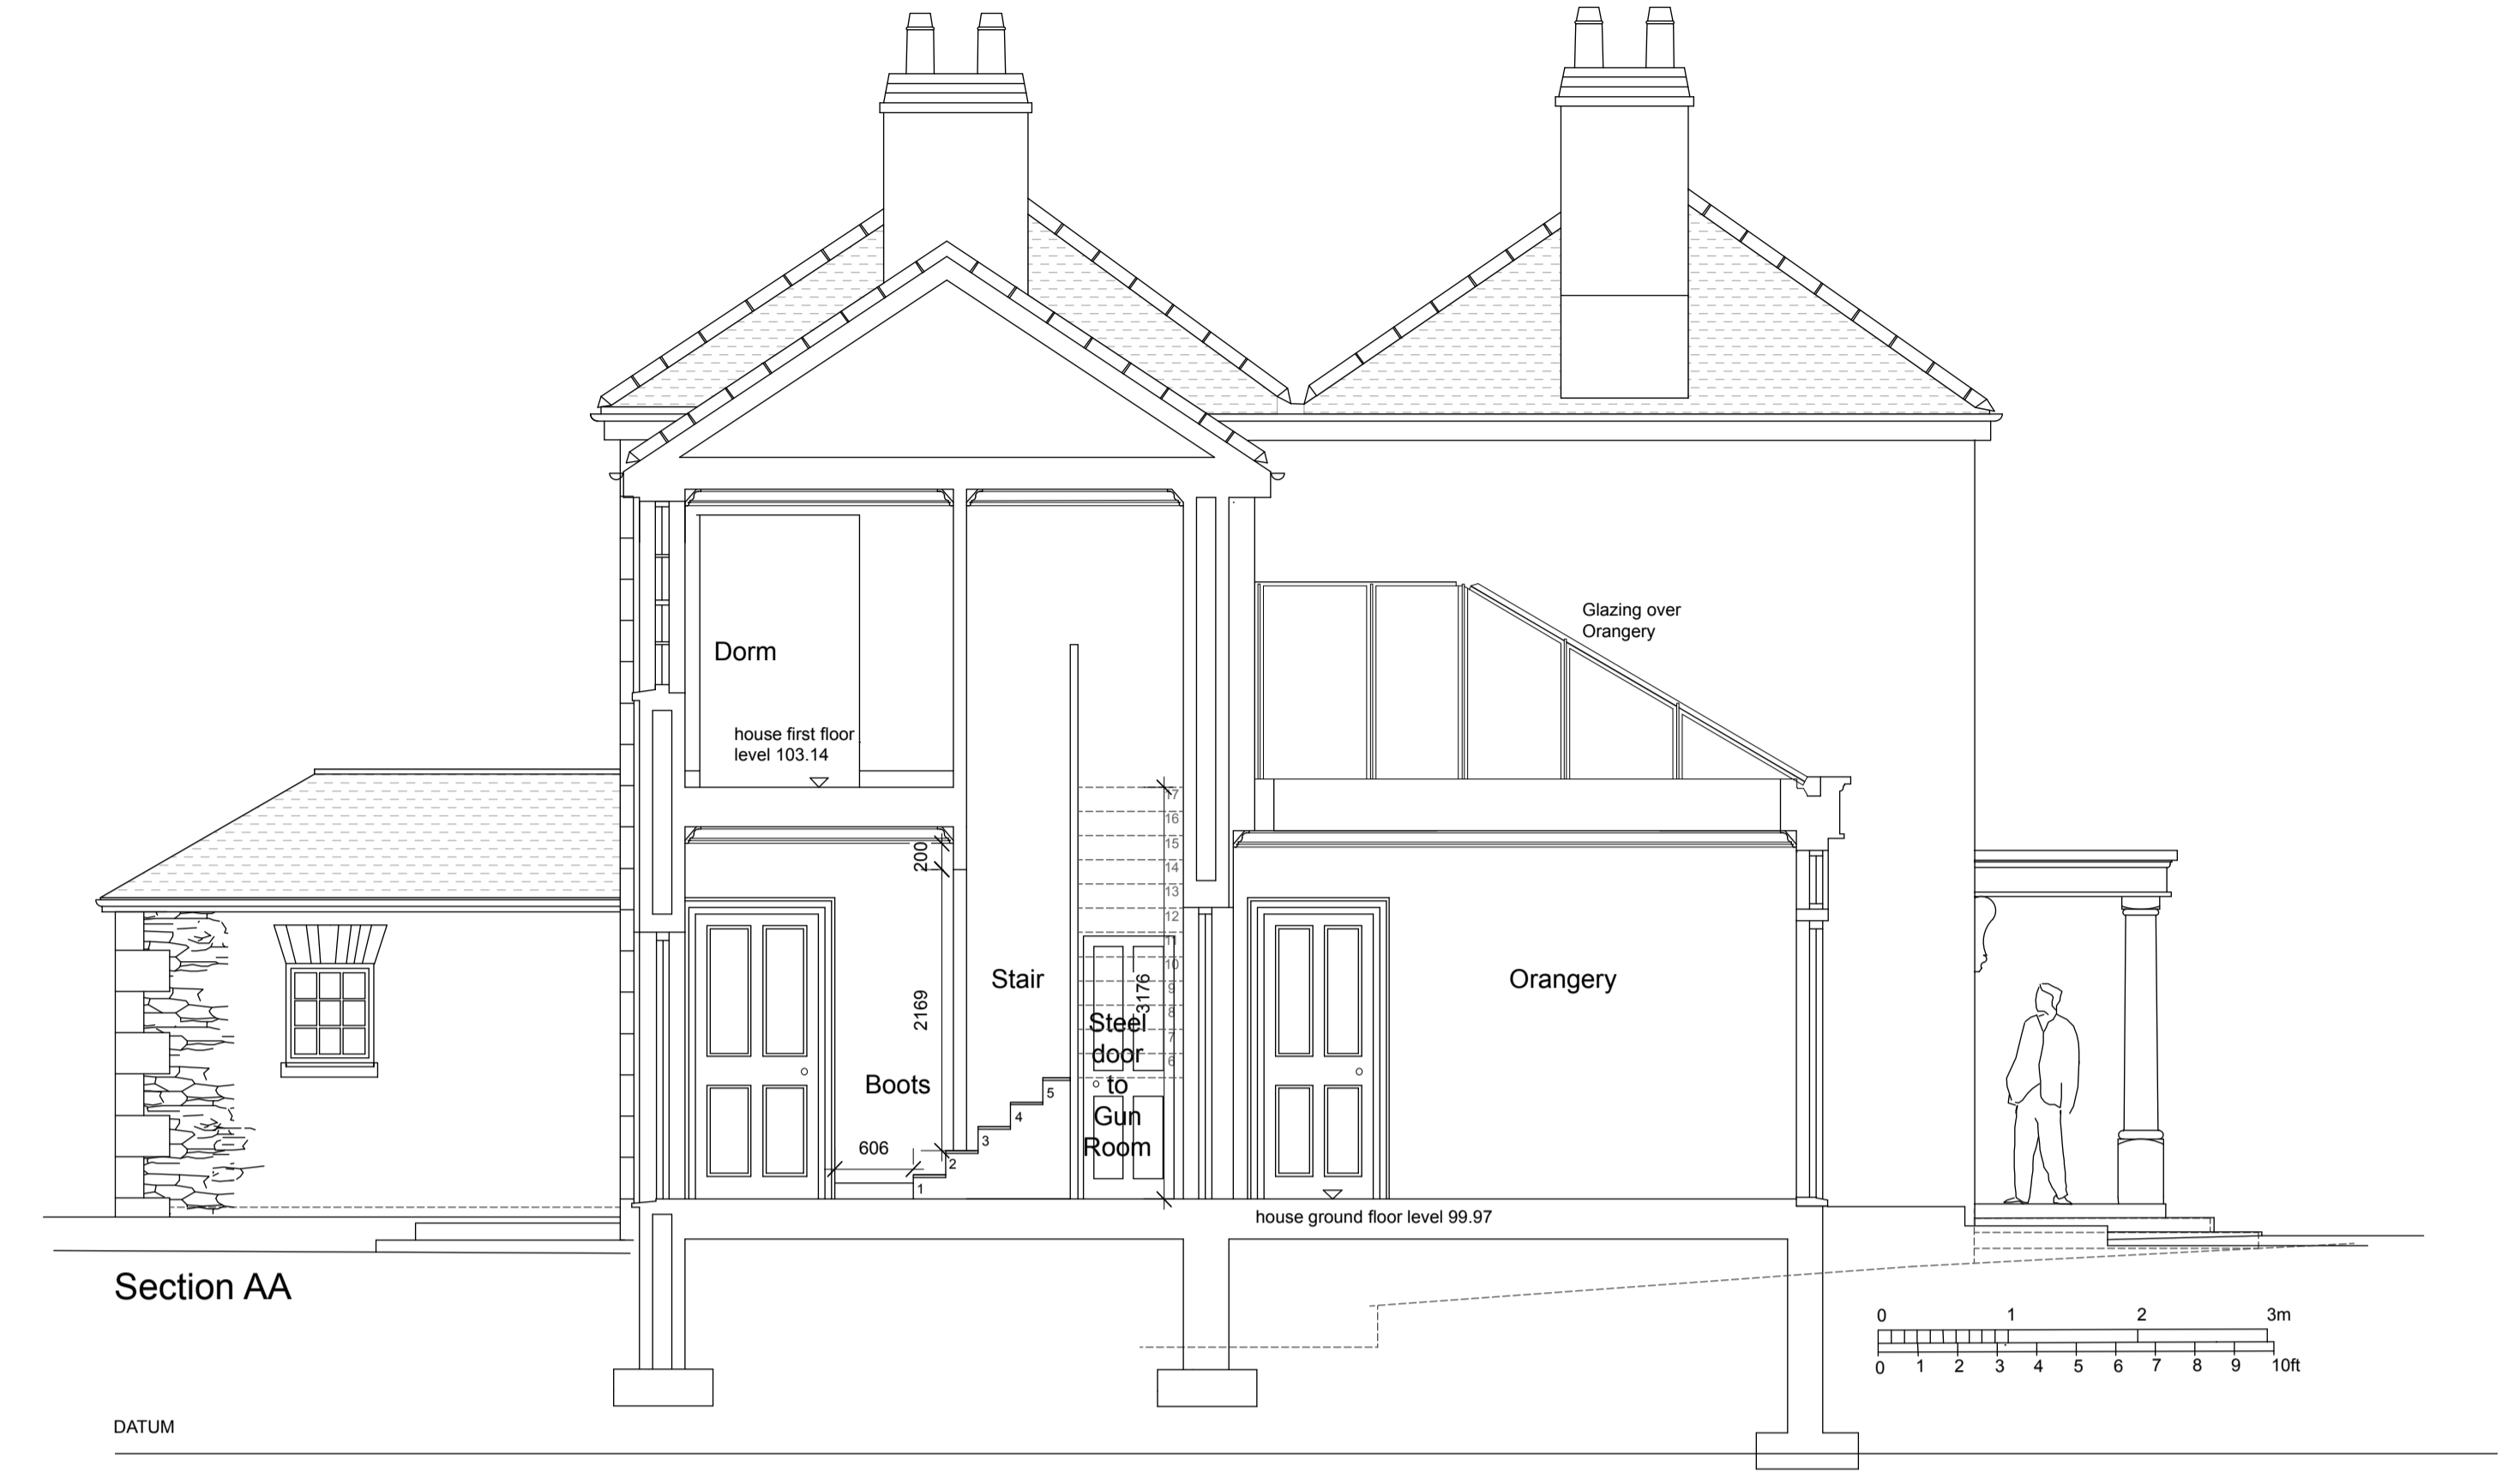 Glazing over
Orangery
Dorm
house first floor
level 103.14
17
16
15
14
13
12
11
10
9
8
7
6
200
2169
3176
Stair
Orangery
Steel
door
to
Gun
Room
Boots
606
5
4
3
2
1
house ground floor level 99.97
Section AA
0 1 2 3m
0 1 2 3 4 5 6 7 8 9 10ft
DATUM